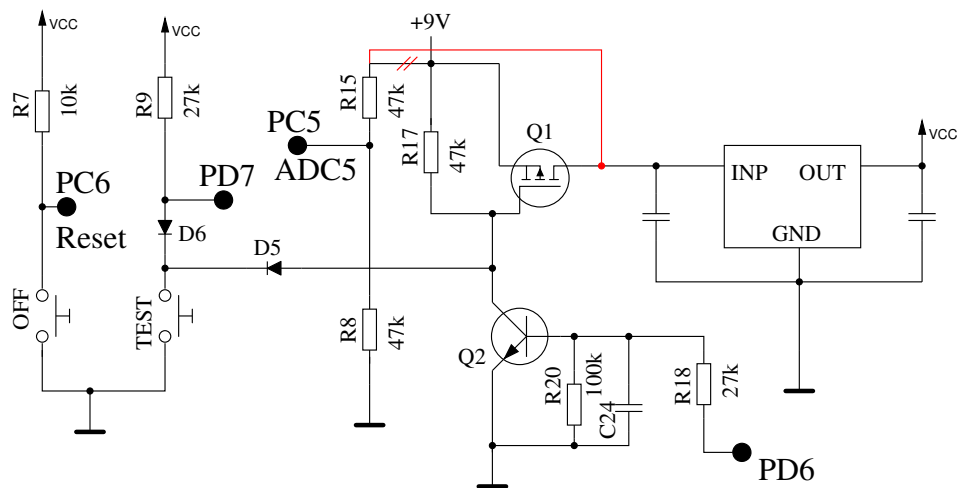 VCC
VCC
+9V
R7
10k
R9
27k
R15
47k
PC5
ADC5
R17
47k
Q1
VCC
INP
OUT
GND
PC6
Reset
PD7
D6
D5
OFF
TEST
R8
47k
Q2
R20
100k
C24
R18
27k
PD6